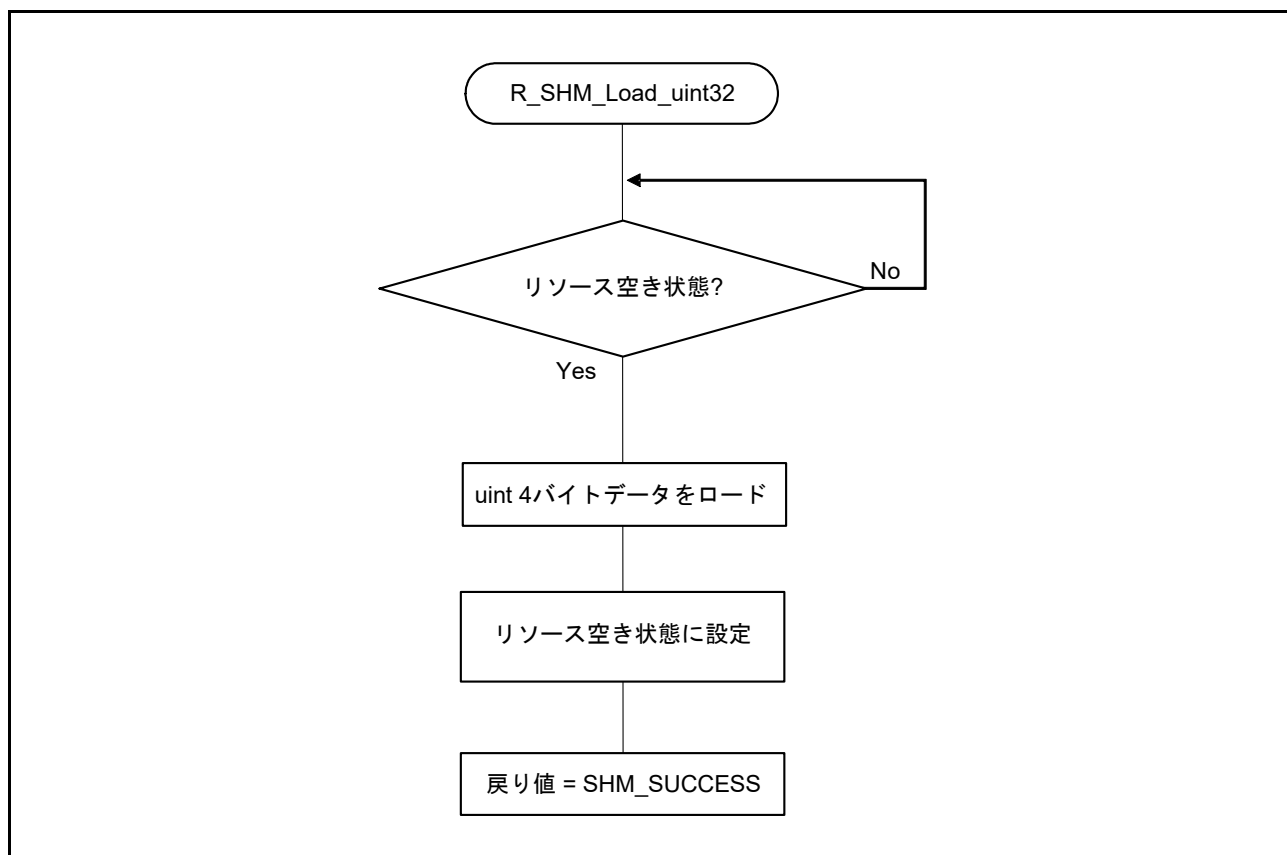 R_SHM_Load_uint32
リソース空き状態?
No
Yes
uint 4バイトデータをロード
リソース空き状態に設定
戻り値 = SHM_SUCCESS